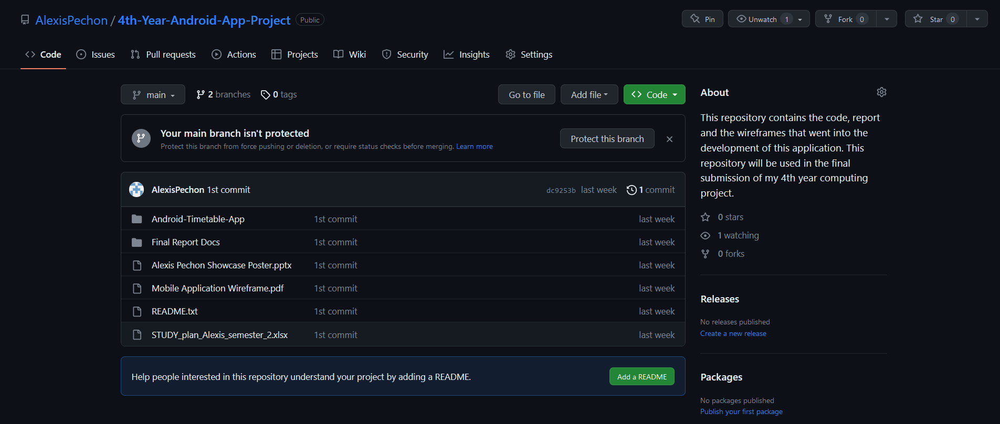 AlexisPechon / 4th-Year-Android-App-Project Public
Pin Unwatch 1 Fork 0 Star 0
Code Issues Pull requests Actions Projects Wiki Security Insights Settings
main 2 branches 0 tags Go to file Add file Code
Your main branch isn't protected
Protect this branch from force pushing or deletion, or require status checks before merging. Learn more
Protect this branch
AlexisPechon 1st commit dc9253b last week 1 commit
Android-Timetable-App 1st commit last week
Final Report Docs 1st commit last week
Alexis Pechon Showcase Poster.pptx 1st commit last week
Mobile Application Wireframe.pdf 1st commit last week
README.txt 1st commit last week
STUDY_plan_Alexis_semester_2.xlsx 1st commit last week
Help people interested in this repository understand your project by adding a README. Add a README
About
This repository contains the code, report
and the wireframes that went into the
development of this application. This
repository will be used in the final
submission of my 4th year computing
project.
0 stars
1 watching
0 forks
Releases
No releases published
Create a new release
Packages
No packages published
Publish your first package